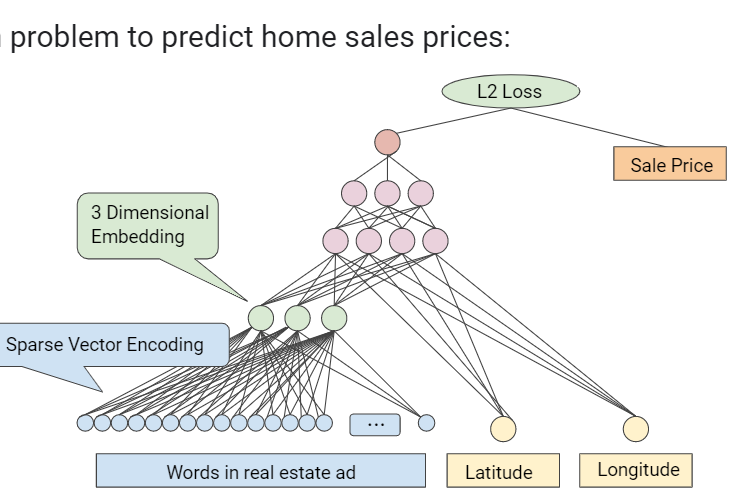 problem to predict home sales prices:
L2 Loss
Sale Price
3 Dimensional
Embedding
Sparse Vector Encoding
...
Words in real estate ad
Latitude
Longitude